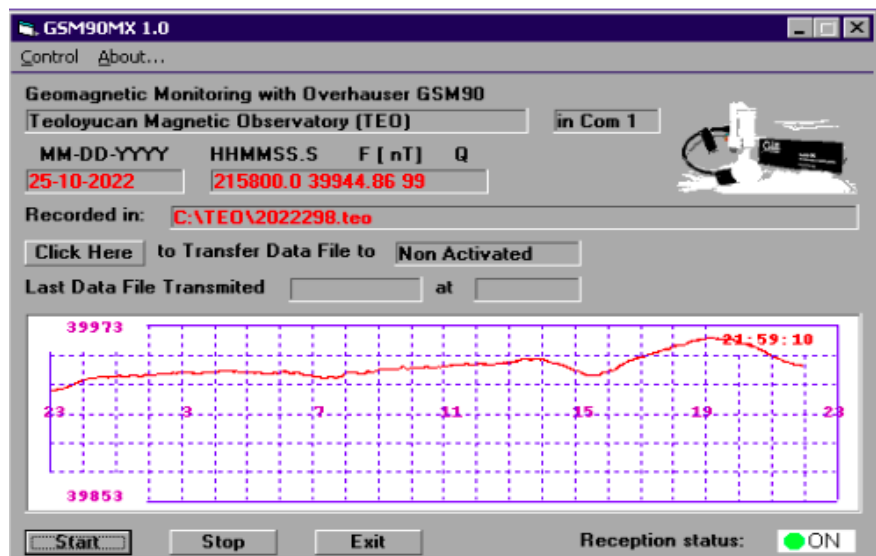 GSM90MX 1.0
Control About...
Geomagnetic Monitoring with Overhauser GSM90
Teoloyucan Magnetic Observatory (TEO) in Com 1
MM-DD-YYYY HHMMSS.S F [ nT] Q
25-10-2022 215800.0 39944.86 99
Recorded in: C:\TEO\2022298.teo
Click Here to Transfer Data File to Non Activated
Last Data File Transmited at
39973
21:59:10
23 3 7 11 15 19 23
39853
Start Stop Exit Reception status: ON